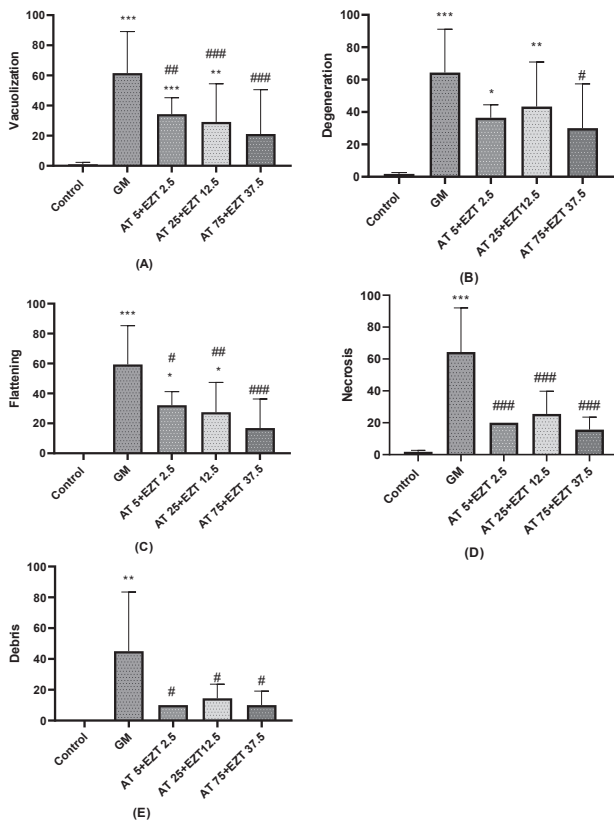 100
80
60
40
20
0
Vacuolization
***
##
***
###
**
###
Control
GM
AT 5+EZT 2.5
AT 25+EZT 12.5
AT 75+EZT 37.5
(A)
100
80
60
40
20
0
Degeneration
***
*
**
#
Control
GM
AT 5+EZT 2.5
AT 25+EZT12.5
AT 75+EZT 37.5
(B)
100
80
60
40
20
0
Flattening
***
#
*
##
*
###
Control
GM
AT 5+EZT 2.5
AT 25+EZT 12.5
AT 75+EZT 37.5
(C)
100
80
60
40
20
0
Necrosis
***
###
###
###
Control
GM
AT 5+EZT 2.5
AT 25+EZT 12.5
AT 75+EZT 37.5
(D)
100
80
60
40
20
0
Debris
**
#
#
#
Control
GM
AT 5+EZT 2.5
AT 25+EZT12.5
AT 75+EZT 37.5
(E)